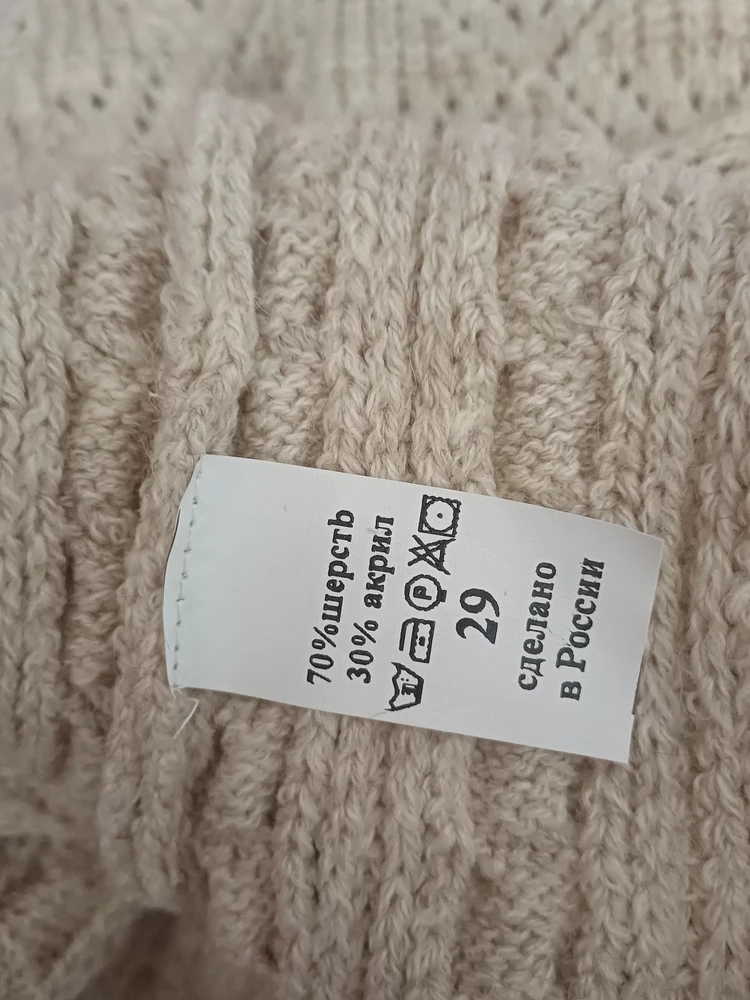 70%шерсть
30% акрил
P
29
сделано
в России